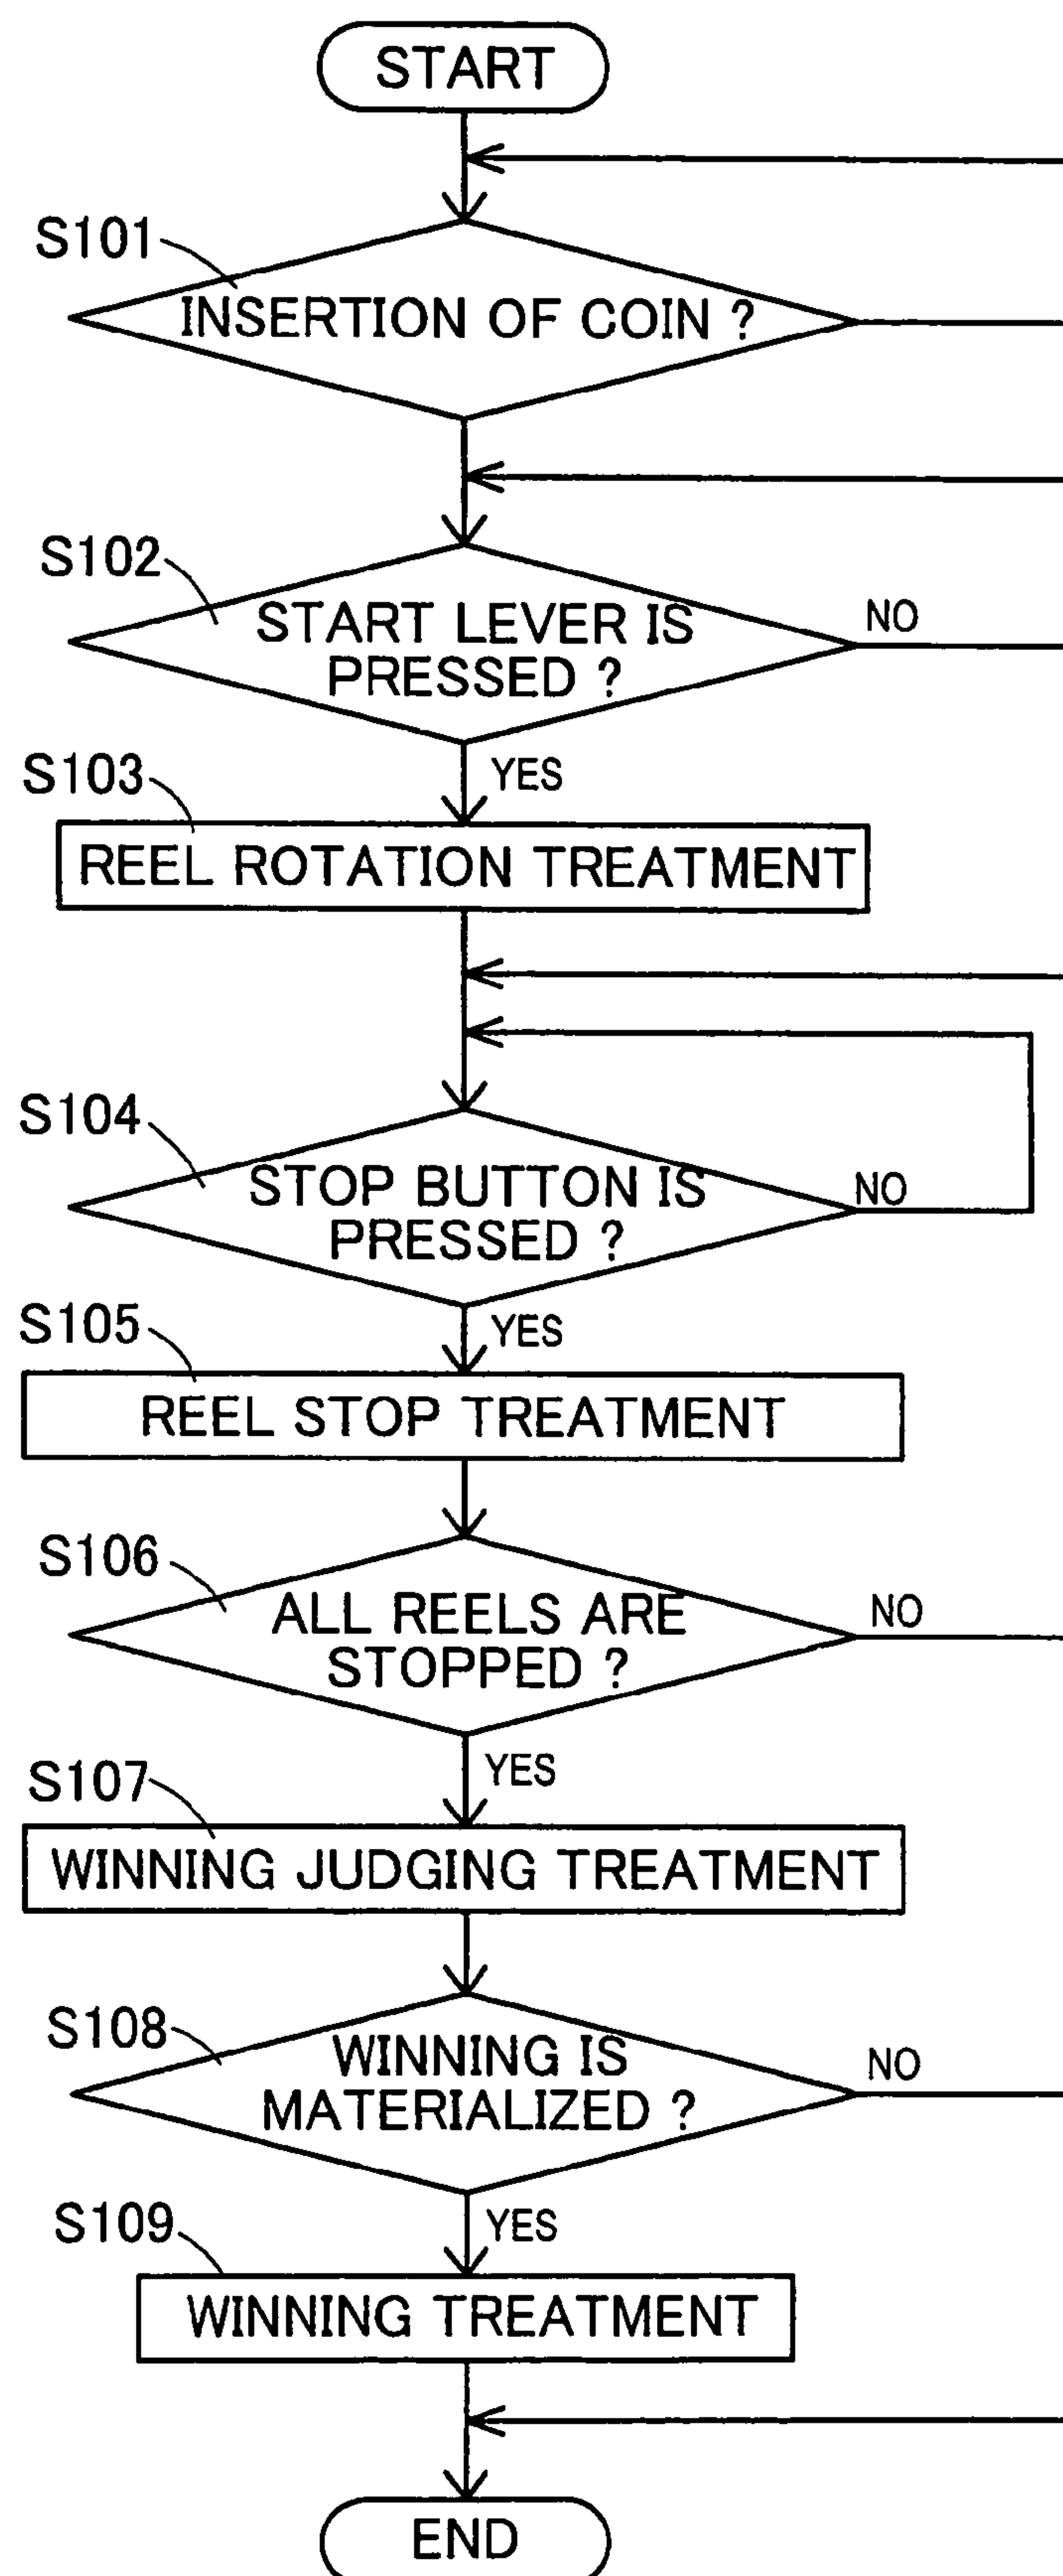 START
S101
INSERTION OF COIN ?
S102
START LEVER IS
PRESSED ?
NO
YES
S103
REEL ROTATION TREATMENT
S104
STOP BUTTON IS
PRESSED ?
NO
YES
S105
REEL STOP TREATMENT
S106
ALL REELS ARE
STOPPED ?
NO
YES
S107
WINNING JUDGING TREATMENT
S108
WINNING IS
MATERIALIZED ?
NO
YES
S109
WINNING TREATMENT
END